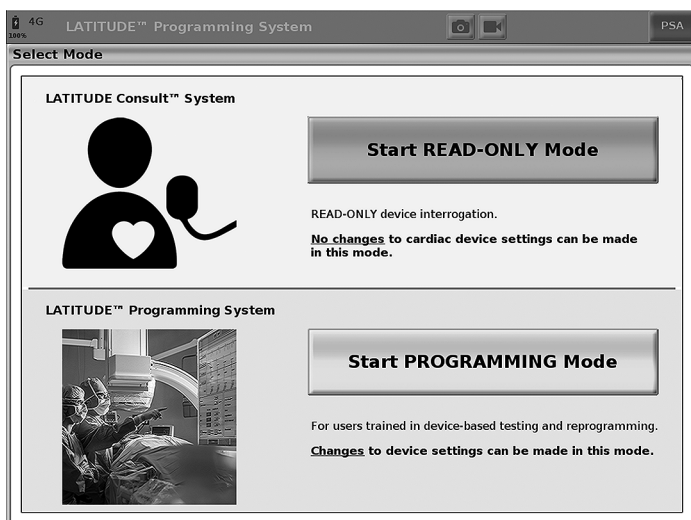 4G
100%
LATITUDE™ Programming System
PSA
Select Mode
LATITUDE Consult™ System
Start READ-ONLY Mode
READ-ONLY device interrogation.
No changes to cardiac device settings can be made
in this mode.
LATITUDE™ Programming System
Start PROGRAMMING Mode
For users trained in device-based testing and reprogramming.
Changes to device settings can be made in this mode.